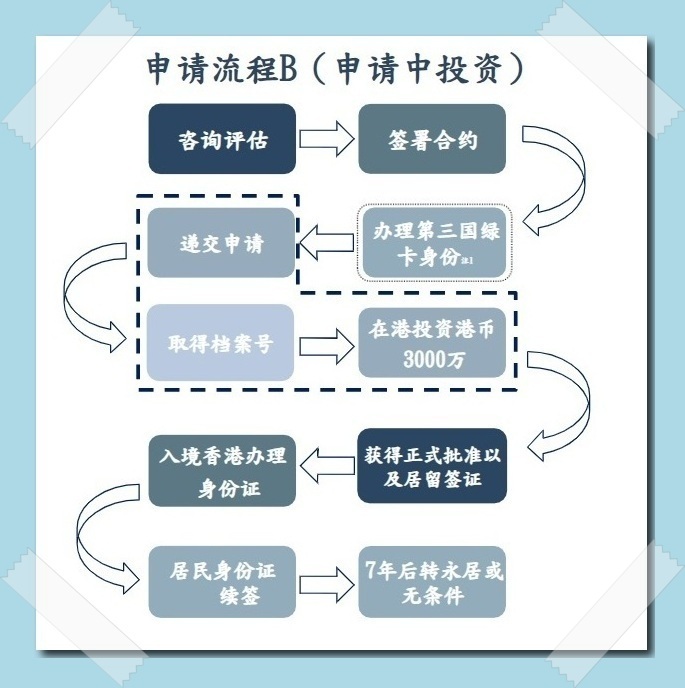 申请流程B（申请中投资）
咨询评估
签署合约
办理第三国绿
卡身份註1
递交申请
取得档案号
在港投资港币
3000万
获得正式批准以
及居留签证
入境香港办理
身份证
居民身份证
续签
7年后转永居或
无条件